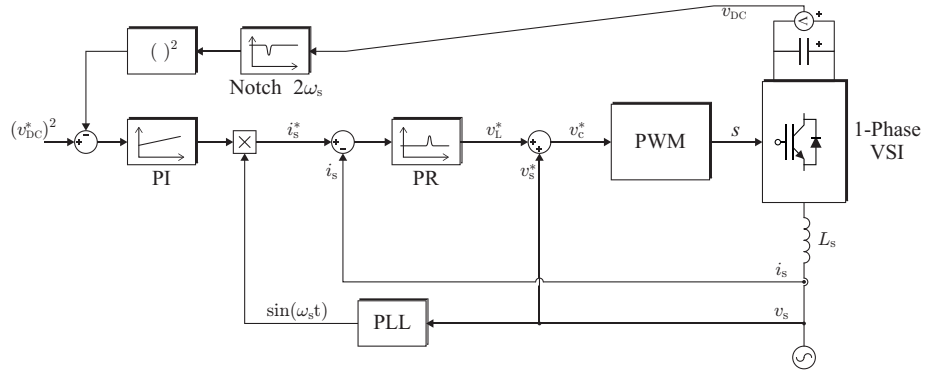 v_DC
( )^2
Notch 2ω_s
(v*_DC)^2
PI
×
i*_s
i_s
PR
v*_L
v*_s
v*_c
PWM
s
1-Phase
VSI
L_s
i_s
sin(ω_s t)
PLL
v_s